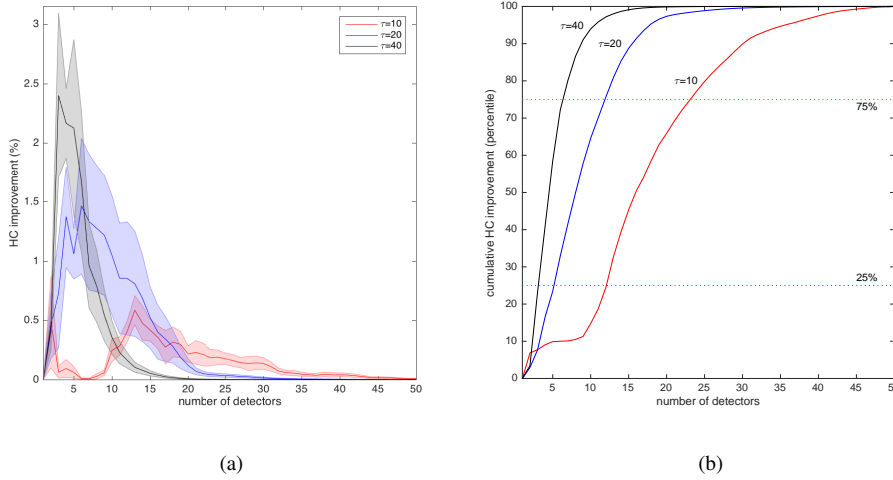 3
2.5
2
1.5
1
0.5
0
HC improvement (%)
5 10 15 20 25 30 35 40 45 50
number of detectors
τ=10
τ=20
τ=40
(a)
100
90
80
70
60
50
40
30
20
10
0
cumulative HC improvement (percentile)
τ=40
τ=20
τ=10
75%
25%
5 10 15 20 25 30 35 40 45 50
number of detectors
(b)